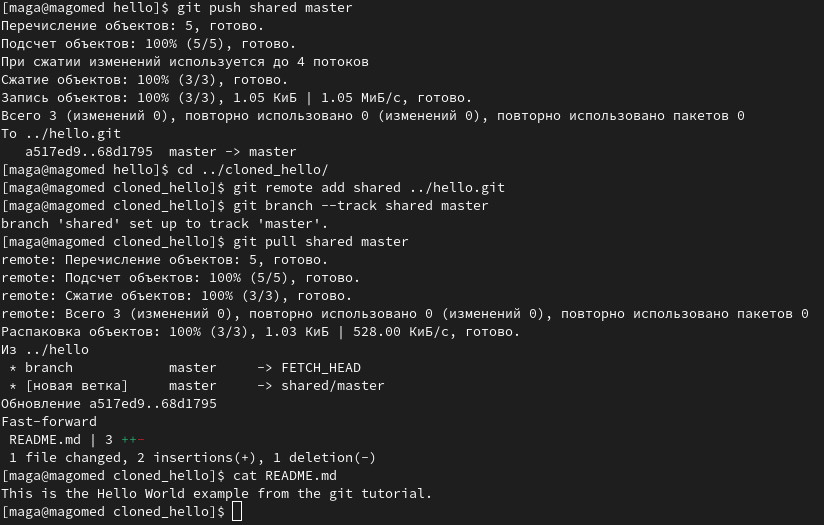 [maga@magomed hello]$ git push shared master
Перечисление объектов: 5, готово.
Подсчет объектов: 100% (5/5), готово.
При сжатии изменений используется до 4 потоков
Сжатие объектов: 100% (3/3), готово.
Запись объектов: 100% (3/3), 1.05 КиБ | 1.05 МиБ/с, готово.
Всего 3 (изменений 0), повторно использовано 0 (изменений 0), повторно использовано пакетов 0
To ../hello.git
   a517ed9..68d1795  master -> master
[maga@magomed hello]$ cd ../cloned_hello/
[maga@magomed cloned_hello]$ git remote add shared ../hello.git
[maga@magomed cloned_hello]$ git branch --track shared master
branch 'shared' set up to track 'master'.
[maga@magomed cloned_hello]$ git pull shared master
remote: Перечисление объектов: 5, готово.
remote: Подсчет объектов: 100% (5/5), готово.
remote: Сжатие объектов: 100% (3/3), готово.
remote: Всего 3 (изменений 0), повторно использовано 0 (изменений 0), повторно использовано пакетов 0
Распаковка объектов: 100% (3/3), 1.03 КиБ | 528.00 КиБ/с, готово.
Из ../hello
 * branch            master     -> FETCH_HEAD
 * [новая ветка]     master     -> shared/master
Обновление a517ed9..68d1795
Fast-forward
 README.md | 3 ++-
 1 file changed, 2 insertions(+), 1 deletion(-)
[maga@magomed cloned_hello]$ cat README.md
This is the Hello World example from the git tutorial.
[maga@magomed cloned_hello]$